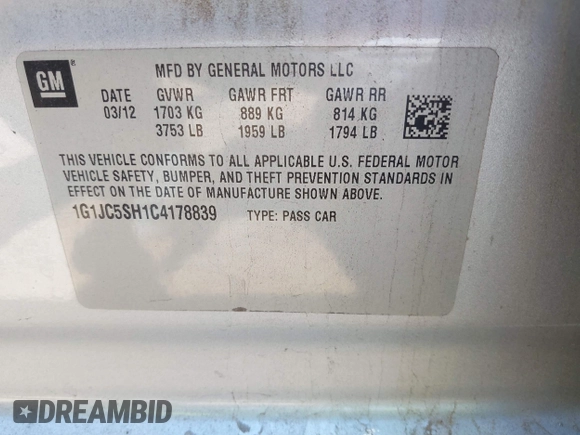 GM
MFD BY GENERAL MOTORS LLC
DATE GVWR GAWR FRT GAWR RR
03/12 1703 KG 889 KG 814 KG
3753 LB 1959 LB 1794 LB
THIS VEHICLE CONFORMS TO ALL APPLICABLE U.S. FEDERAL MOTOR
VEHICLE SAFETY, BUMPER, AND THEFT PREVENTION STANDARDS IN
EFFECT ON THE DATE OF MANUFACTURE SHOWN ABOVE.
1G1JC5SH1C4178839 TYPE: PASS CAR
DREAMBID